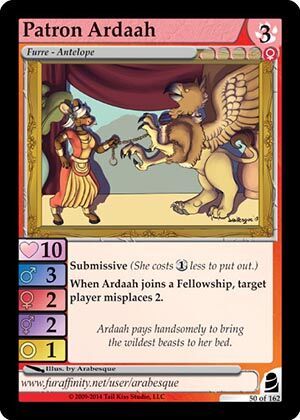 Patron Ardaah
3
Furre - Antelope
10
3
2
2
1
Submissive (She costs 1 less to put out.)
When Ardaah joins a Fellowship, target
player misplaces 2.
Ardaah pays handsomely to bring
the wildest beasts to her bed.
Illus. by Arabesque
www.furaffinity.net/user/arabesque
50 of 162
© 2009-2014 Tail Kiss Studio, LLC